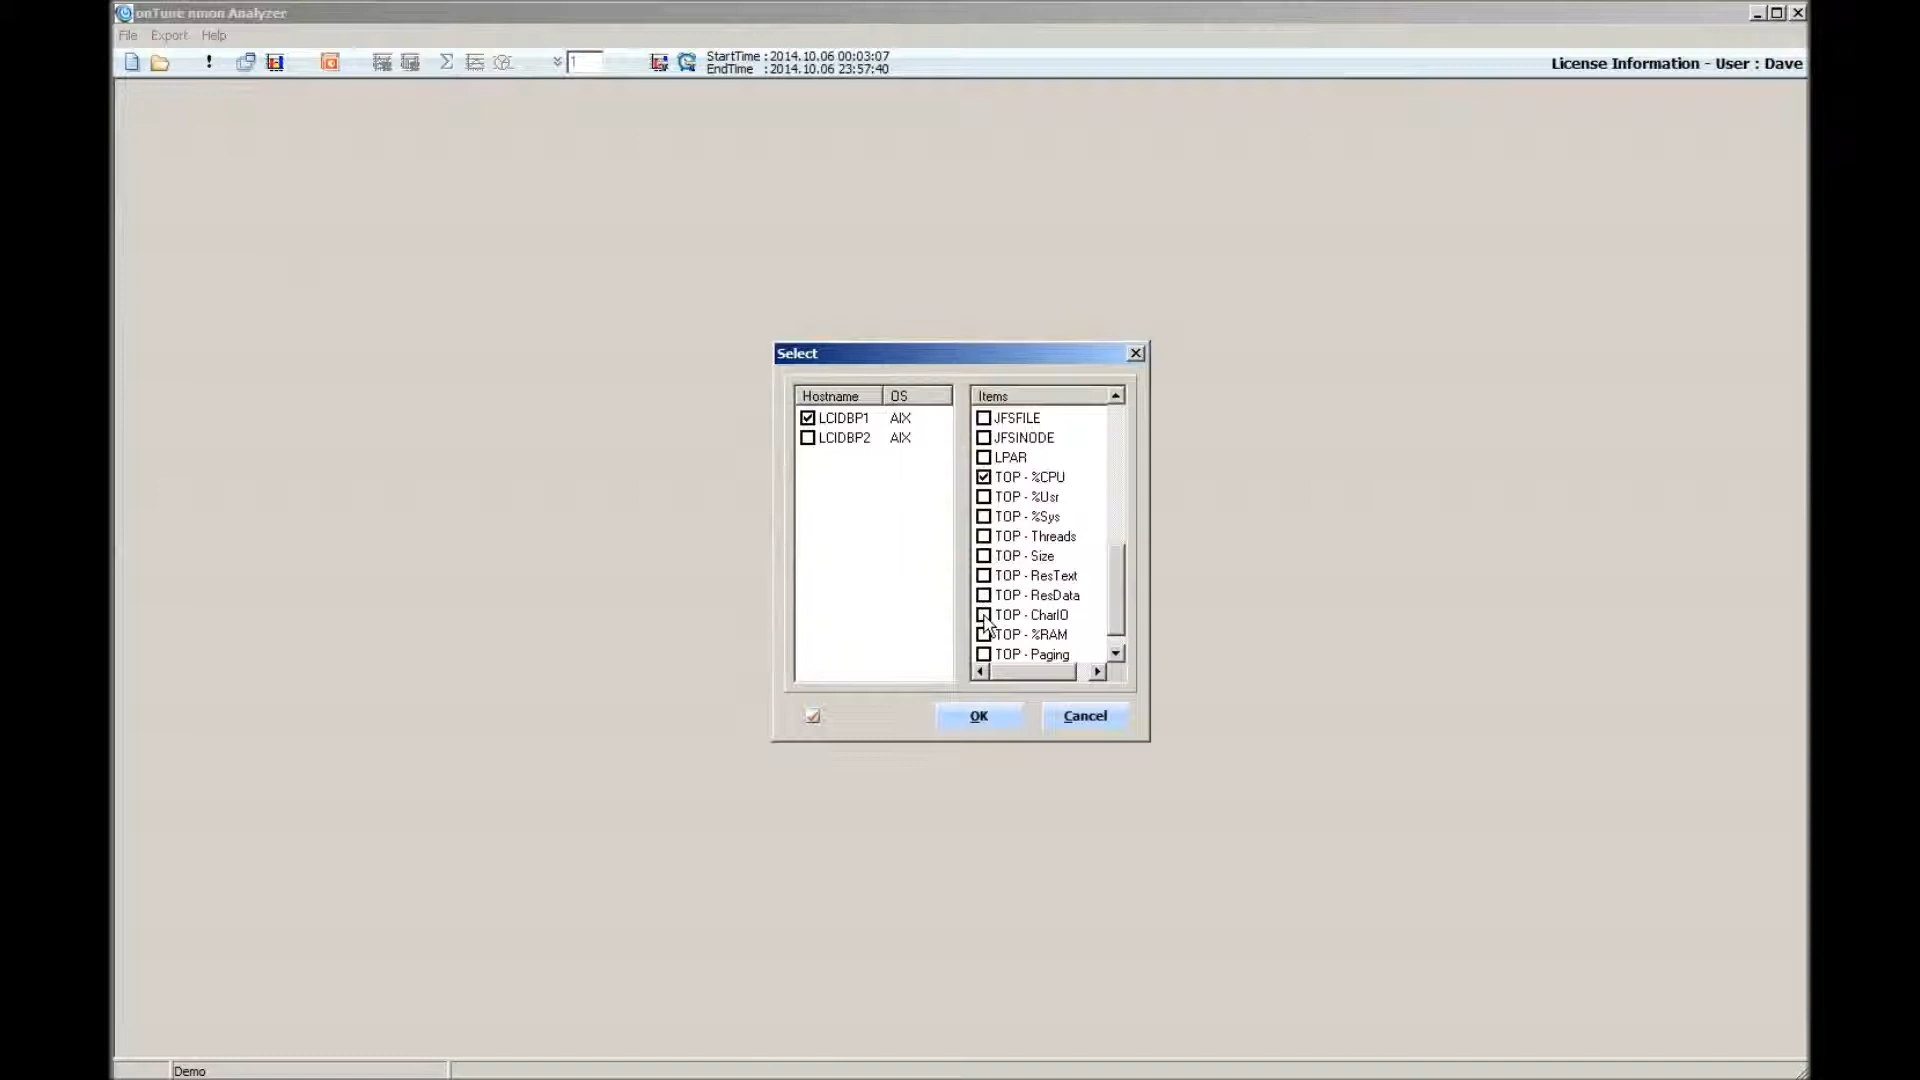 onTune nmon Analyzer
File Export Help
1
StartTime : 2014.10.06 00:03:07
EndTime : 2014.10.06 23:57:40
License Information - User : Dave
Select
Hostname OS
LCIDBP1 AIX
LCIDBP2 AIX
Items
JFSFILE
JFSINODE
LPAR
TOP - %CPU
TOP - %Usr
TOP - %Sys
TOP - Threads
TOP - Size
TOP - ResText
TOP - ResData
TOP - CharIO
TOP - %RAM
TOP - Paging
OK
Cancel
Demo